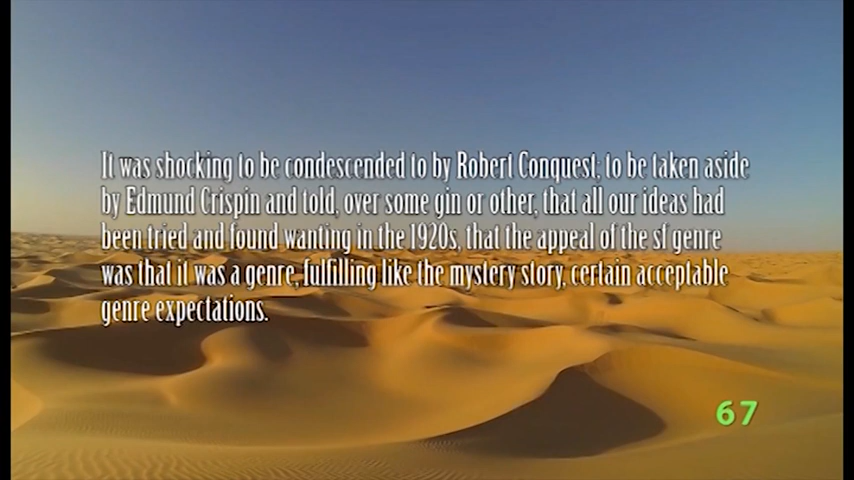 It was shocking to be condescended to by Robert Conquest; to be taken aside
by Edmund Crispin and told, over some gin or other, that all our ideas had
been tried and found wanting in the 1920s, that the appeal of the sf genre
was that it was a genre, fulfilling like the mystery story, certain acceptable
genre expectations.
67